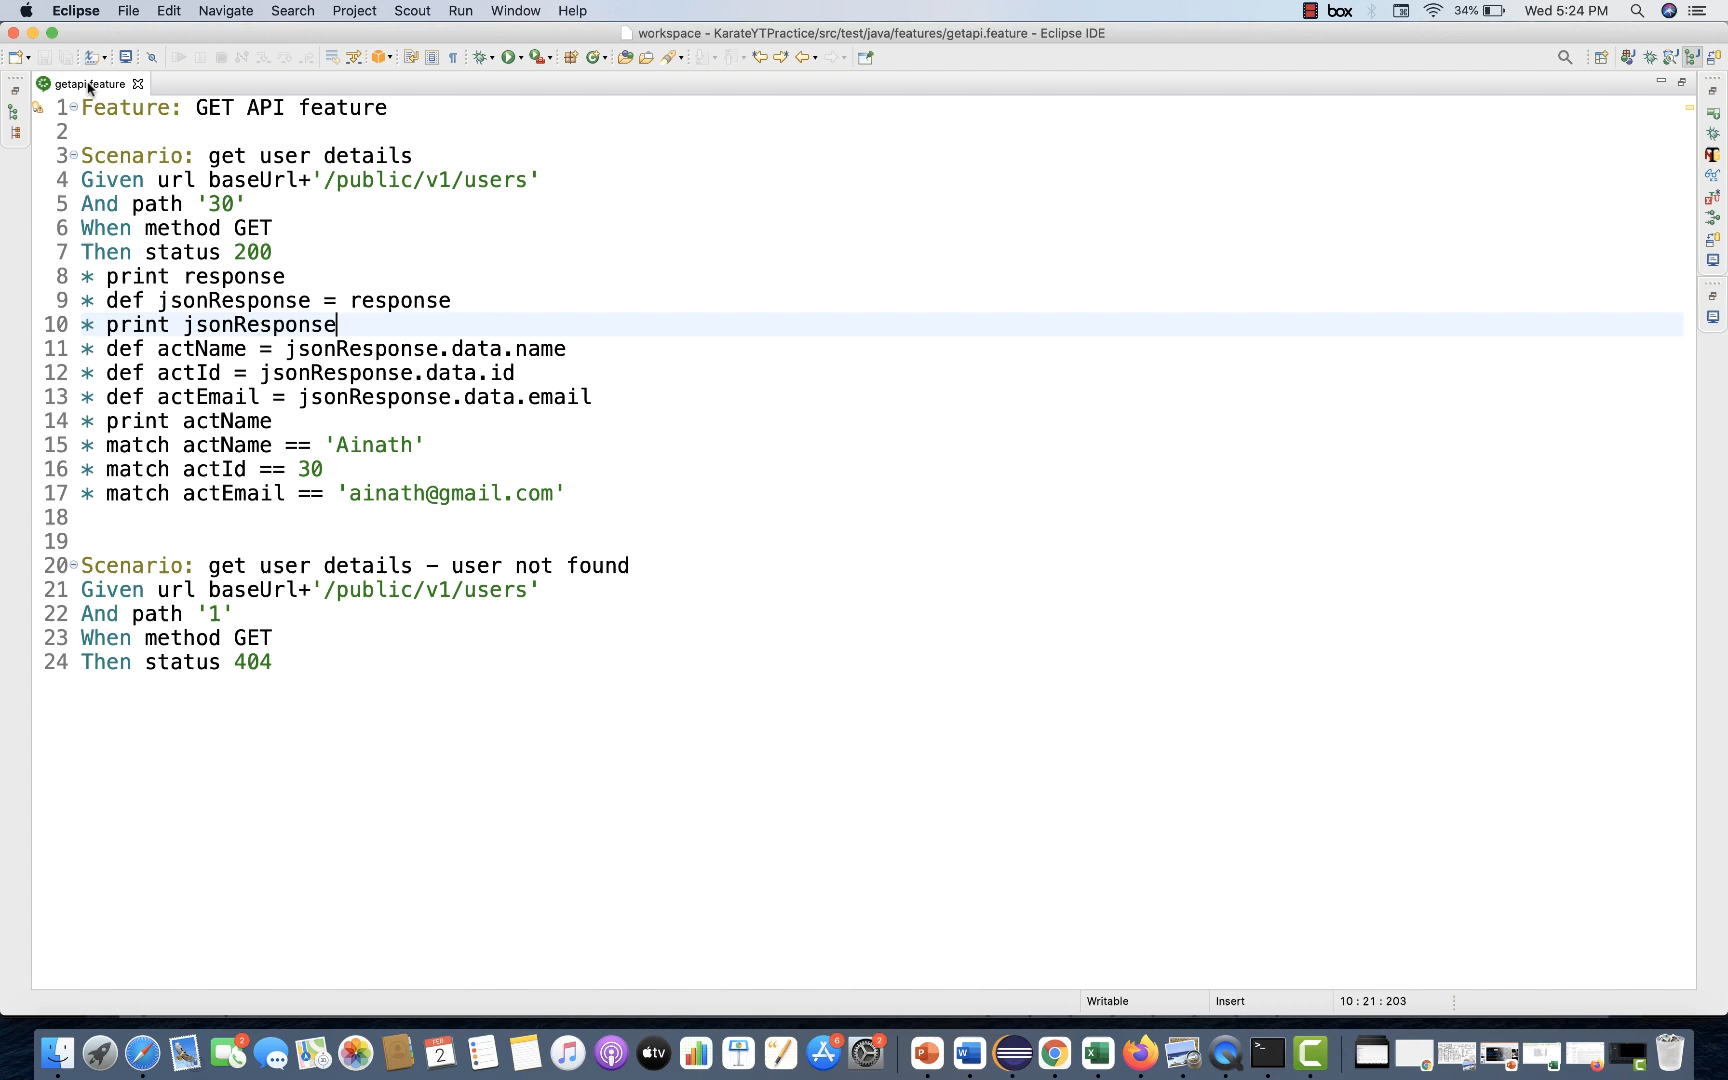 Eclipse File Edit Navigate Search Project Scout Run Window Help box 34% Wed 5:24 PM
workspace - KarateYTPractice/src/test/java/features/getapi.feature - Eclipse IDE
getapi.feature
1 Feature: GET API feature
2
3 Scenario: get user details
4 Given url baseUrl+'/public/v1/users'
5 And path '30'
6 When method GET
7 Then status 200
8 * print response
9 * def jsonResponse = response
10 * print jsonResponse
11 * def actName = jsonResponse.data.name
12 * def actId = jsonResponse.data.id
13 * def actEmail = jsonResponse.data.email
14 * print actName
15 * match actName == 'Ainath'
16 * match actId == 30
17 * match actEmail == 'ainath@gmail.com'
18
19
20 Scenario: get user details - user not found
21 Given url baseUrl+'/public/v1/users'
22 And path '1'
23 When method GET
24 Then status 404
Writable Insert 10 : 21 : 203
2 FEB 2 tv 6 2 P W X C